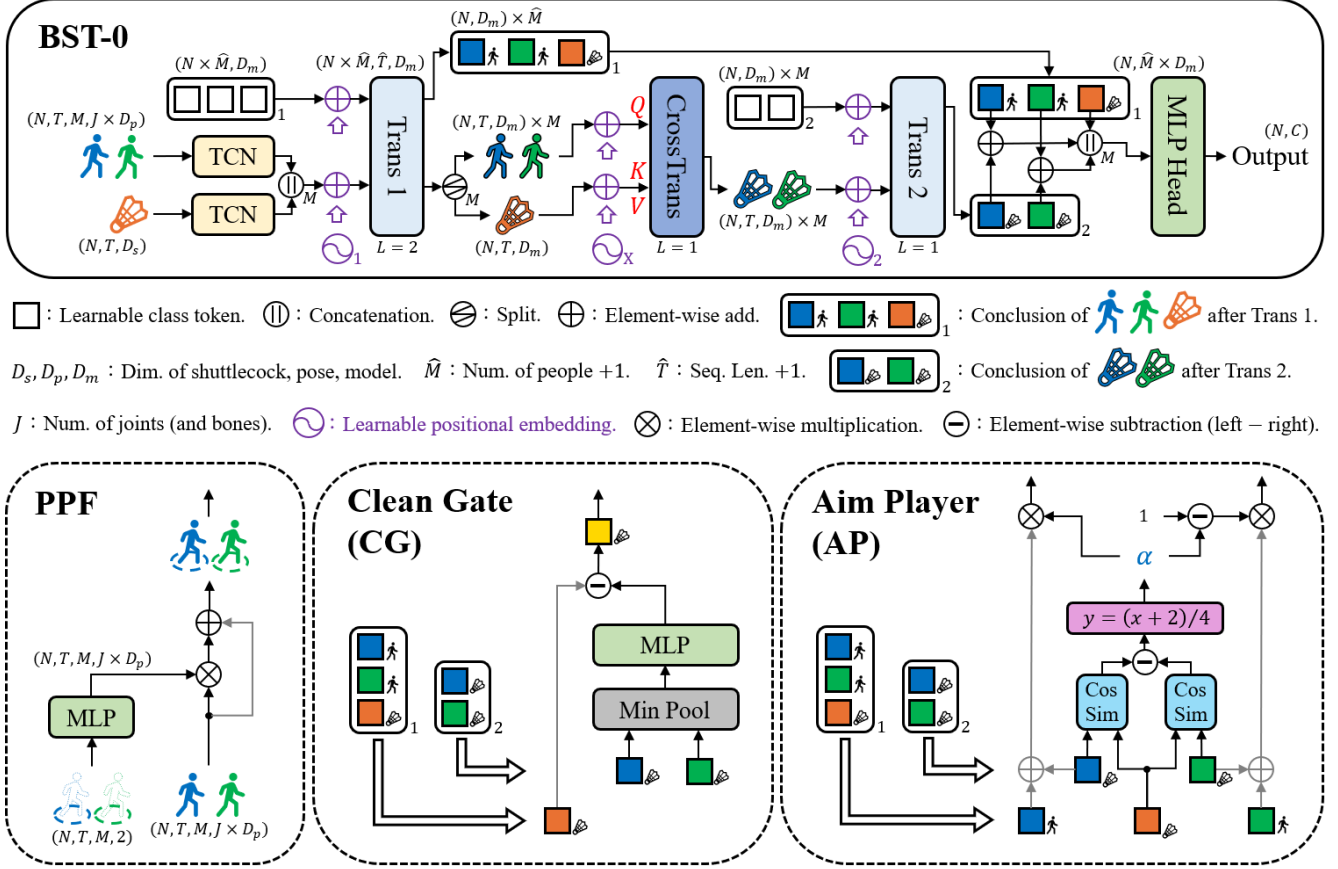 BST-0
(N, D_m) × M̂
(N × M̂, D_m)
(N × M̂, T̂, D_m)
1
1
(N, D_m) × M
(N, M̂ × D_m)
(N, T, M, J × D_p)
TCN
TCN
M
(N, T, D_s)
1
Trans 1
L = 2
M
(N, T, D_m) × M
(N, T, D_m)
X
Q
K
V
CrossTrans
L = 1
2
(N, T, D_m) × M
2
Trans 2
L = 1
1
M
2
MLP Head
(N, C)
Output
: Learnable class token.
: Concatenation.
: Split.
: Element-wise add.
1
: Conclusion of
after Trans 1.
D_s, D_p, D_m : Dim. of shuttlecock, pose, model.
M̂ : Num. of people +1.
T̂ : Seq. Len. +1.
2
: Conclusion of
after Trans 2.
J : Num. of joints (and bones).
: Learnable positional embedding.
: Element-wise multiplication.
: Element-wise subtraction (left − right).
PPF
(N, T, M, J × D_p)
MLP
(N, T, M, 2)
(N, T, M, J × D_p)
Clean Gate
(CG)
MLP
Min Pool
1
2
Aim Player
(AP)
1
α
y = (x + 2)/4
Cos
Sim
Cos
Sim
1
2